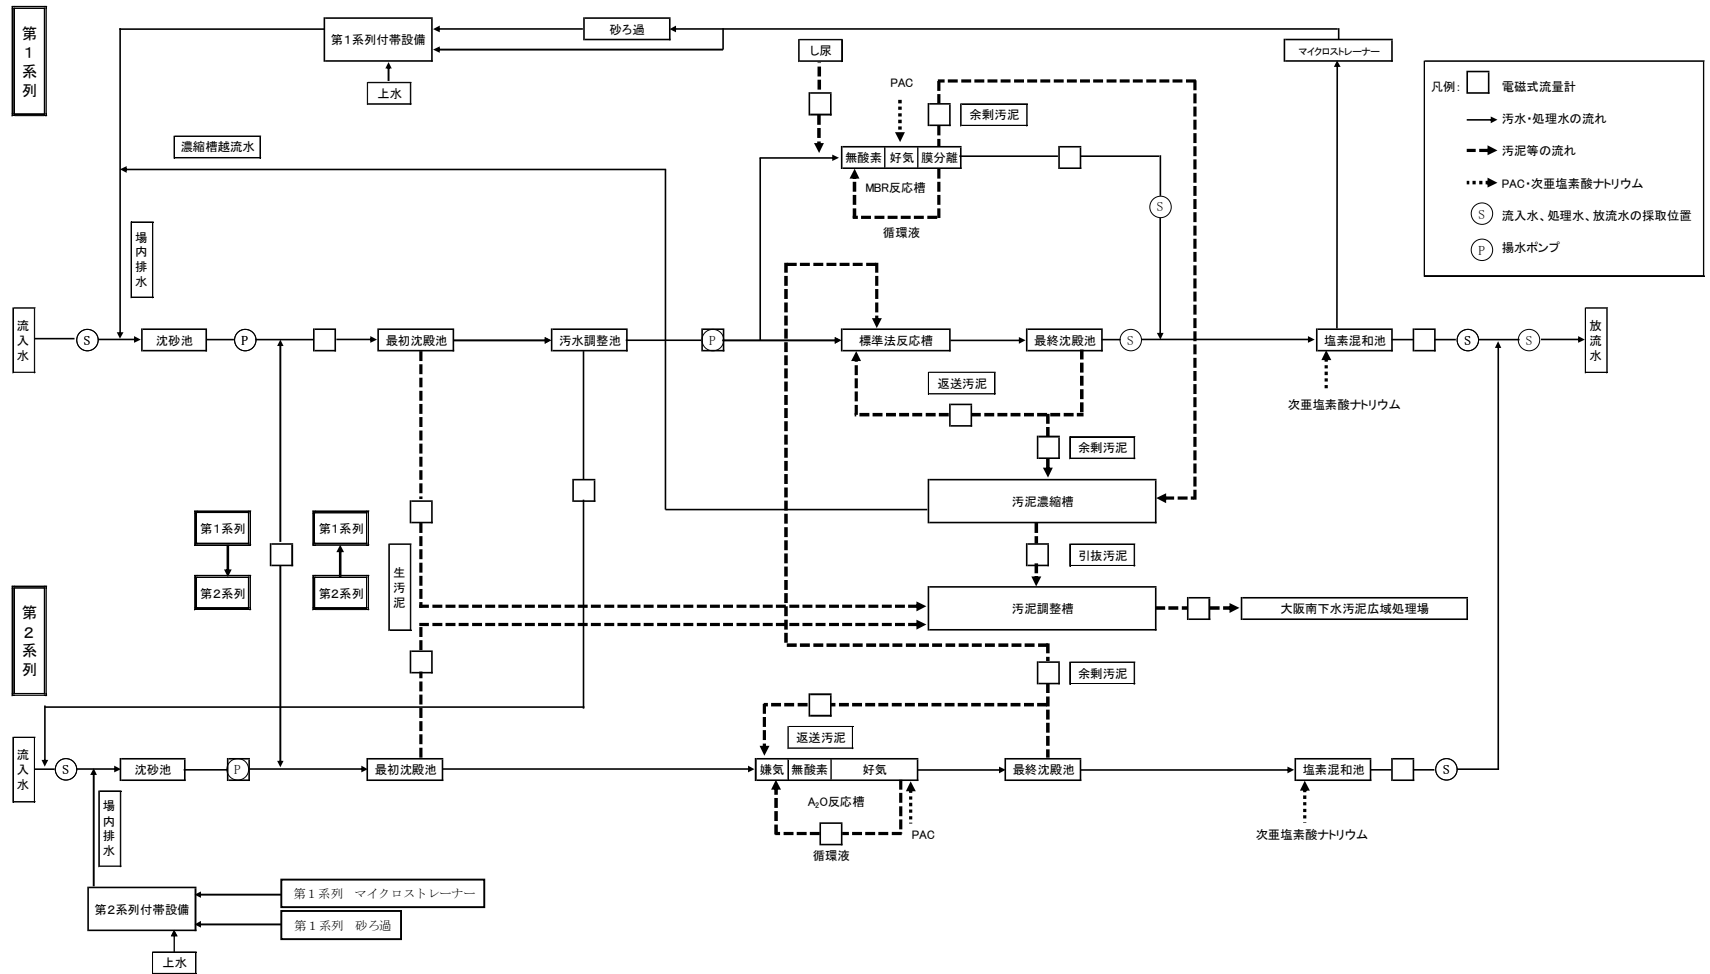 第1系列
第1系列付帯設備
砂ろ過
マイクロストレーナー
上水
し尿
PAC
余剰汚泥
凡例:
電磁式流量計
汚水・処理水の流れ
汚泥等の流れ
PAC・次亜塩素酸ナトリウム
S
流入水、処理水、放流水の採取位置
P
揚水ポンプ
濃縮槽越流水
無酸素
好気
膜分離
MBR反応槽
循環液
S
場内排水
流入水
S
沈砂池
P
最初沈殿池
汚水調整池
P
標準法反応槽
最終沈殿池
S
塩素混和池
S
S
放流水
返送汚泥
次亜塩素酸ナトリウム
余剰汚泥
汚泥濃縮槽
第1系列
第2系列
第1系列
第2系列
生汚泥
引抜汚泥
汚泥調整槽
大阪南下水汚泥広域処理場
第2系列
余剰汚泥
返送汚泥
流入水
S
沈砂池
P
最初沈殿池
嫌気
無酸素
好気
最終沈殿池
塩素混和池
S
場内排水
A₂O反応槽
PAC
循環液
次亜塩素酸ナトリウム
第2系列付帯設備
第1系列 マイクロストレーナー
第1系列 砂ろ過
上水